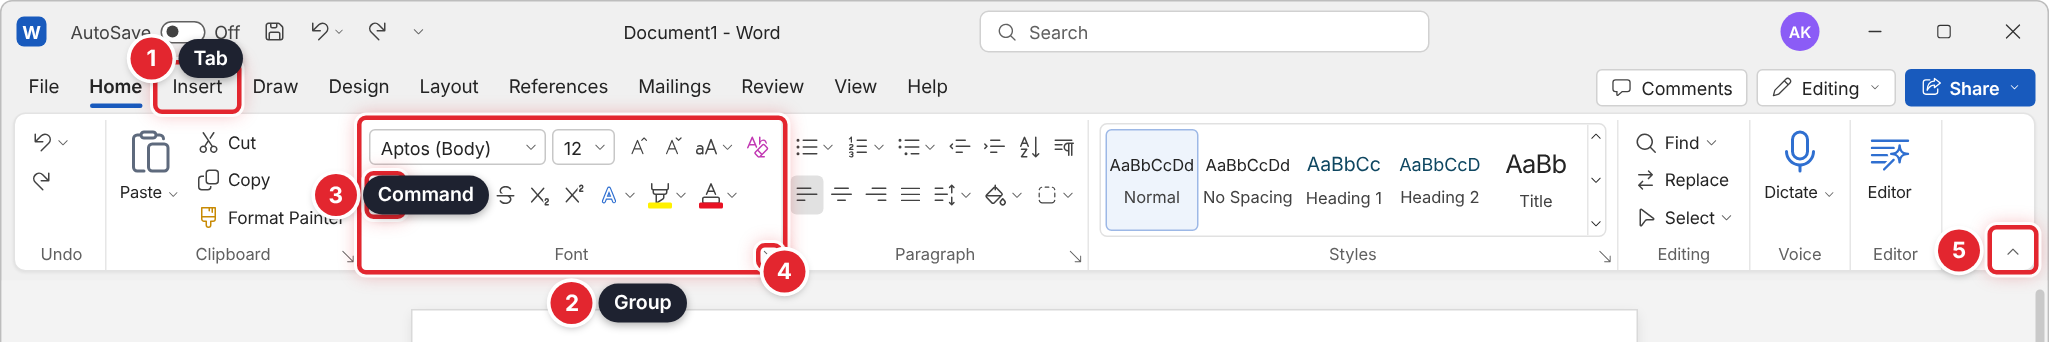 W AutoSave Off Document1 - Word Search AK
1 Tab
File Home Insert Draw Design Layout References Mailings Review View Help Comments Editing Share
Aptos (Body) 12 aA
Cut
Copy
Format Painter
Paste
3 Command
AaBbCcDd AaBbCcDd AaBbCc AaBbCcD AaBb
Normal No Spacing Heading 1 Heading 2 Title
Find
Replace
Select
Dictate Editor
Undo Clipboard Font Paragraph Styles Editing Voice Editor
4
5
2 Group